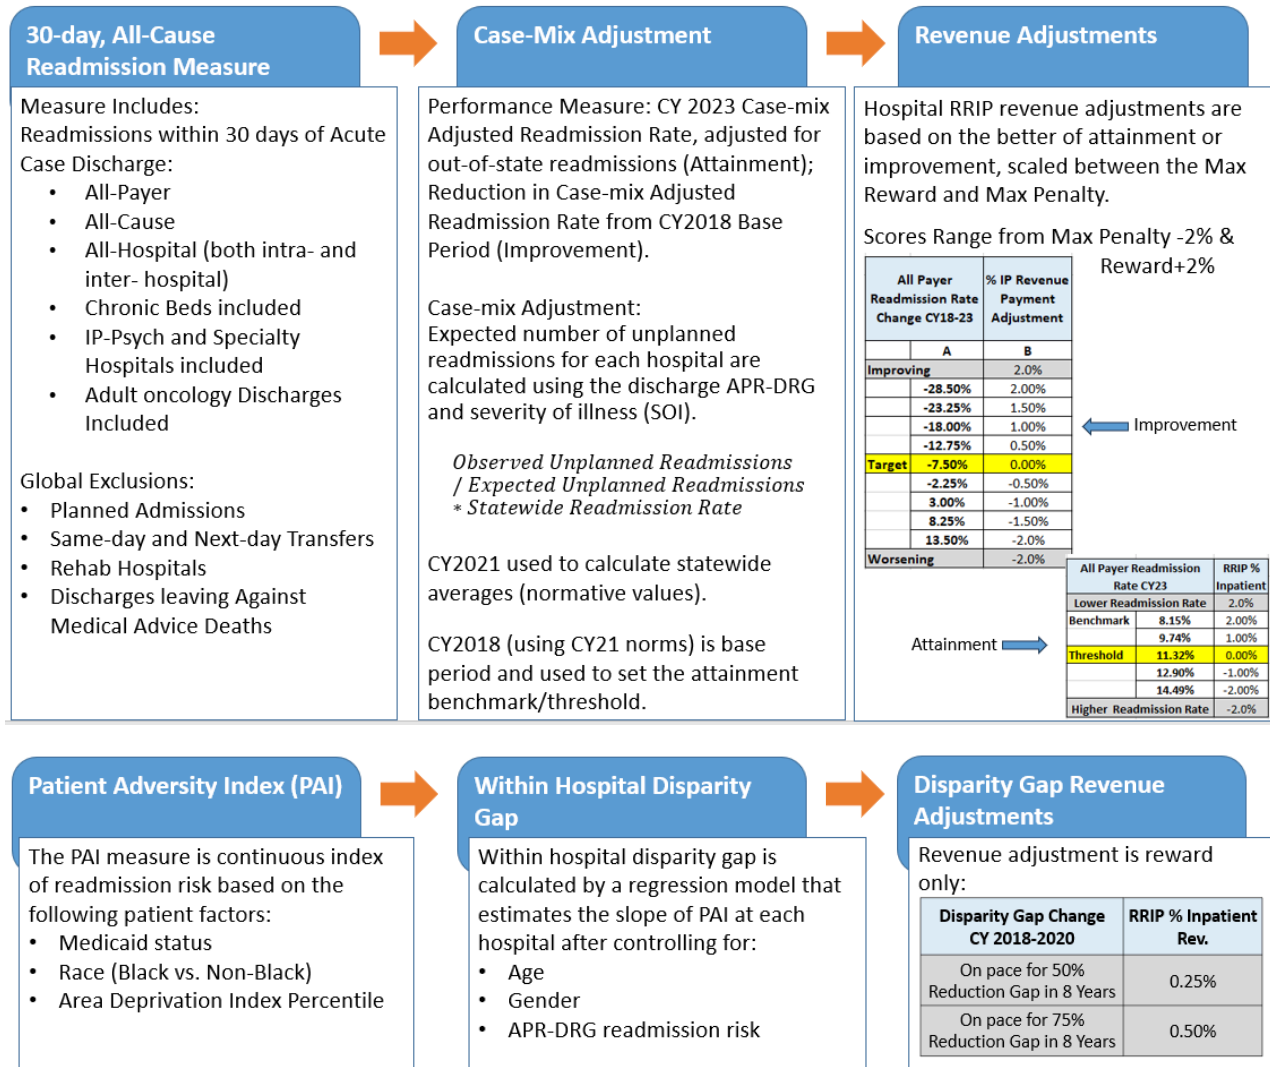 30-day, All-Cause
Readmission Measure
Measure Includes:
Readmissions within 30 days of Acute
Case Discharge:
• All-Payer
• All-Cause
• All-Hospital (both intra- and
inter- hospital)
• Chronic Beds included
• IP-Psych and Specialty
Hospitals included
• Adult oncology Discharges
Included
Global Exclusions:
• Planned Admissions
• Same-day and Next-day Transfers
• Rehab Hospitals
• Discharges leaving Against
Medical Advice Deaths
Case-Mix Adjustment
Performance Measure: CY 2023 Case-mix
Adjusted Readmission Rate, adjusted for
out-of-state readmissions (Attainment);
Reduction in Case-mix Adjusted
Readmission Rate from CY2018 Base
Period (Improvement).
Case-mix Adjustment:
Expected number of unplanned
readmissions for each hospital are
calculated using the discharge APR-DRG
and severity of illness (SOI).
Observed Unplanned Readmissions
/ Expected Unplanned Readmissions
* Statewide Readmission Rate
CY2021 used to calculate statewide
averages (normative values).
CY2018 (using CY21 norms) is base
period and used to set the attainment
benchmark/threshold.
Revenue Adjustments
Hospital RRIP revenue adjustments are
based on the better of attainment or
improvement, scaled between the Max
Reward and Max Penalty.
Scores Range from Max Penalty -2% &
Reward+2%
All Payer % IP Revenue
Readmission Rate Payment
Change CY18-23 Adjustment
A B
Improving 2.0%
-28.50% 2.00%
-23.25% 1.50%
-18.00% 1.00%
-12.75% 0.50%
Target -7.50% 0.00%
-2.25% -0.50%
3.00% -1.00%
8.25% -1.50%
13.50% -2.0%
Worsening -2.0%
Improvement
Attainment
All Payer Readmission RRIP %
Rate CY23 Inpatient
Lower Readmission Rate 2.0%
Benchmark 8.15% 2.00%
9.74% 1.00%
Threshold 11.32% 0.00%
12.90% -1.00%
14.49% -2.00%
Higher Readmission Rate -2.0%
Patient Adversity Index (PAI)
The PAI measure is continuous index
of readmission risk based on the
following patient factors:
• Medicaid status
• Race (Black vs. Non-Black)
• Area Deprivation Index Percentile
Within Hospital Disparity
Gap
Within hospital disparity gap is
calculated by a regression model that
estimates the slope of PAI at each
hospital after controlling for:
• Age
• Gender
• APR-DRG readmission risk
Disparity Gap Revenue
Adjustments
Revenue adjustment is reward
only:
Disparity Gap Change RRIP % Inpatient
CY 2018-2020 Rev.
On pace for 50%
Reduction Gap in 8 Years 0.25%
On pace for 75%
Reduction Gap in 8 Years 0.50%